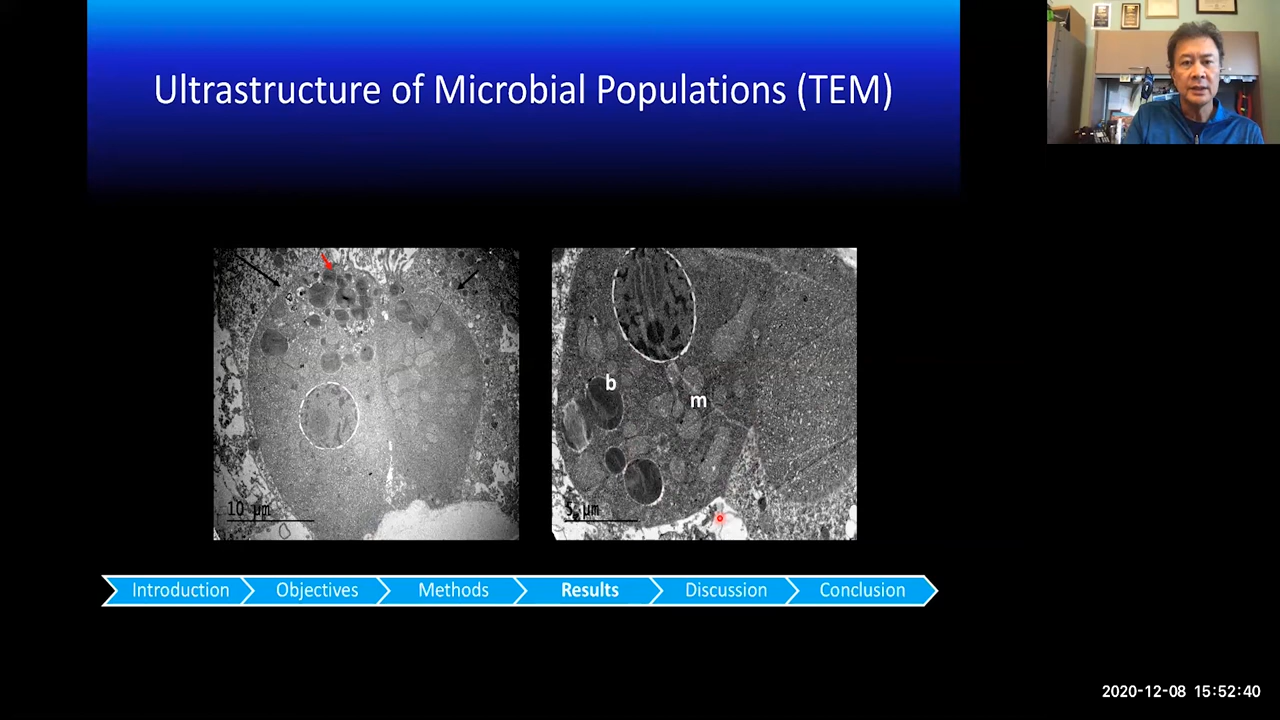 Ultrastructure of Microbial Populations (TEM)
10 µm
b
m
5 µm
Introduction
Objectives
Methods
Results
Discussion
Conclusion
2020-12-08 15:52:40